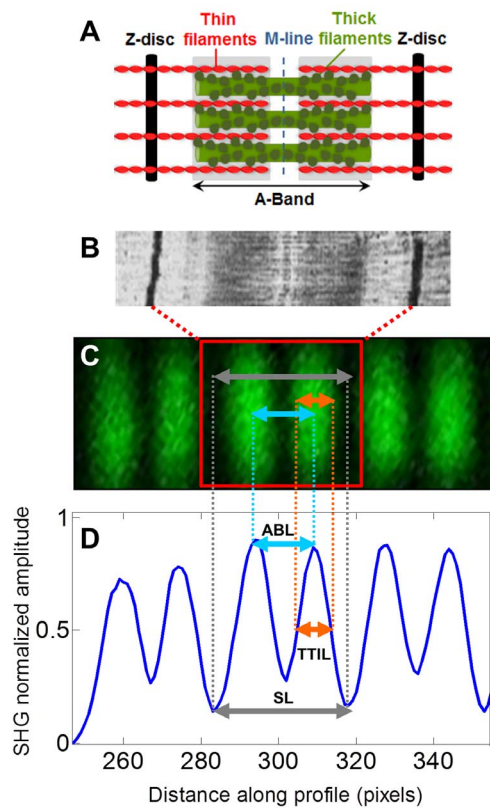 A
Thin
filaments
Thick
filaments
Z-disc
M-line
Z-disc
A-Band
B
C
D
1
0.5
0
ABL
TTIL
SL
SHG normalized amplitude
260 280 300 320 340
Distance along profile (pixels)